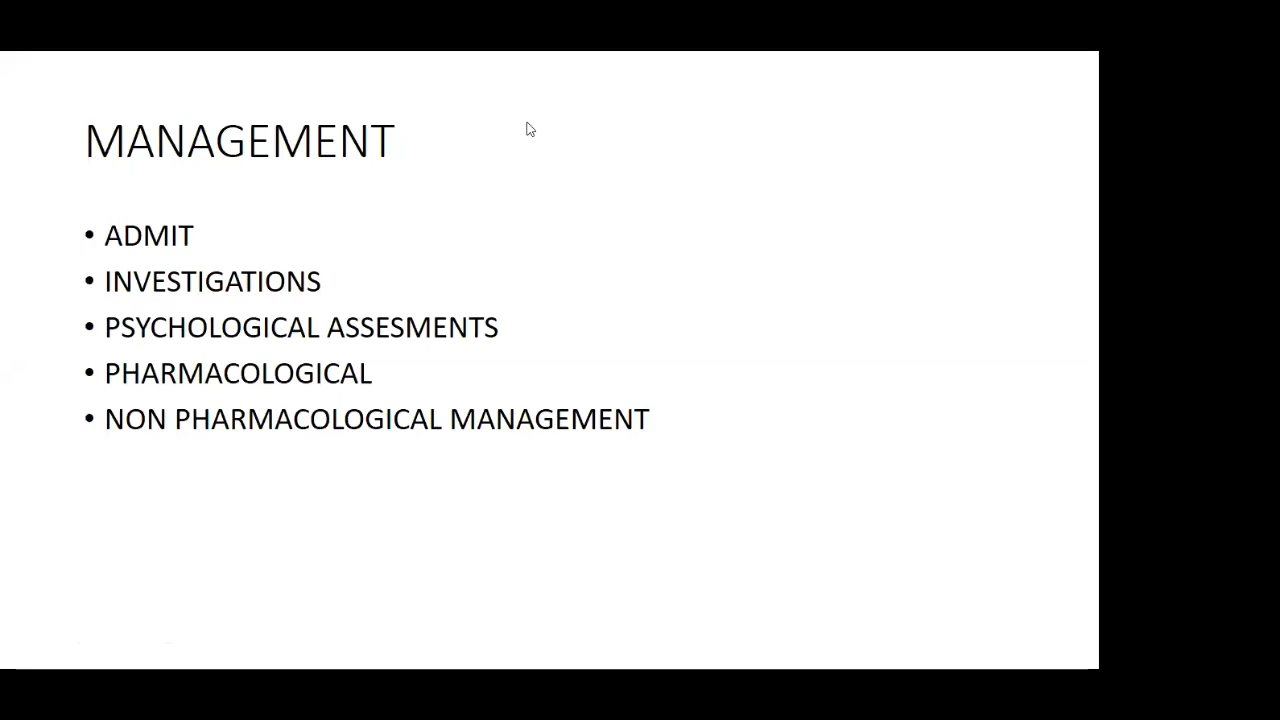 MANAGEMENT
• ADMIT
• INVESTIGATIONS
• PSYCHOLOGICAL ASSESMENTS
• PHARMACOLOGICAL
• NON PHARMACOLOGICAL MANAGEMENT